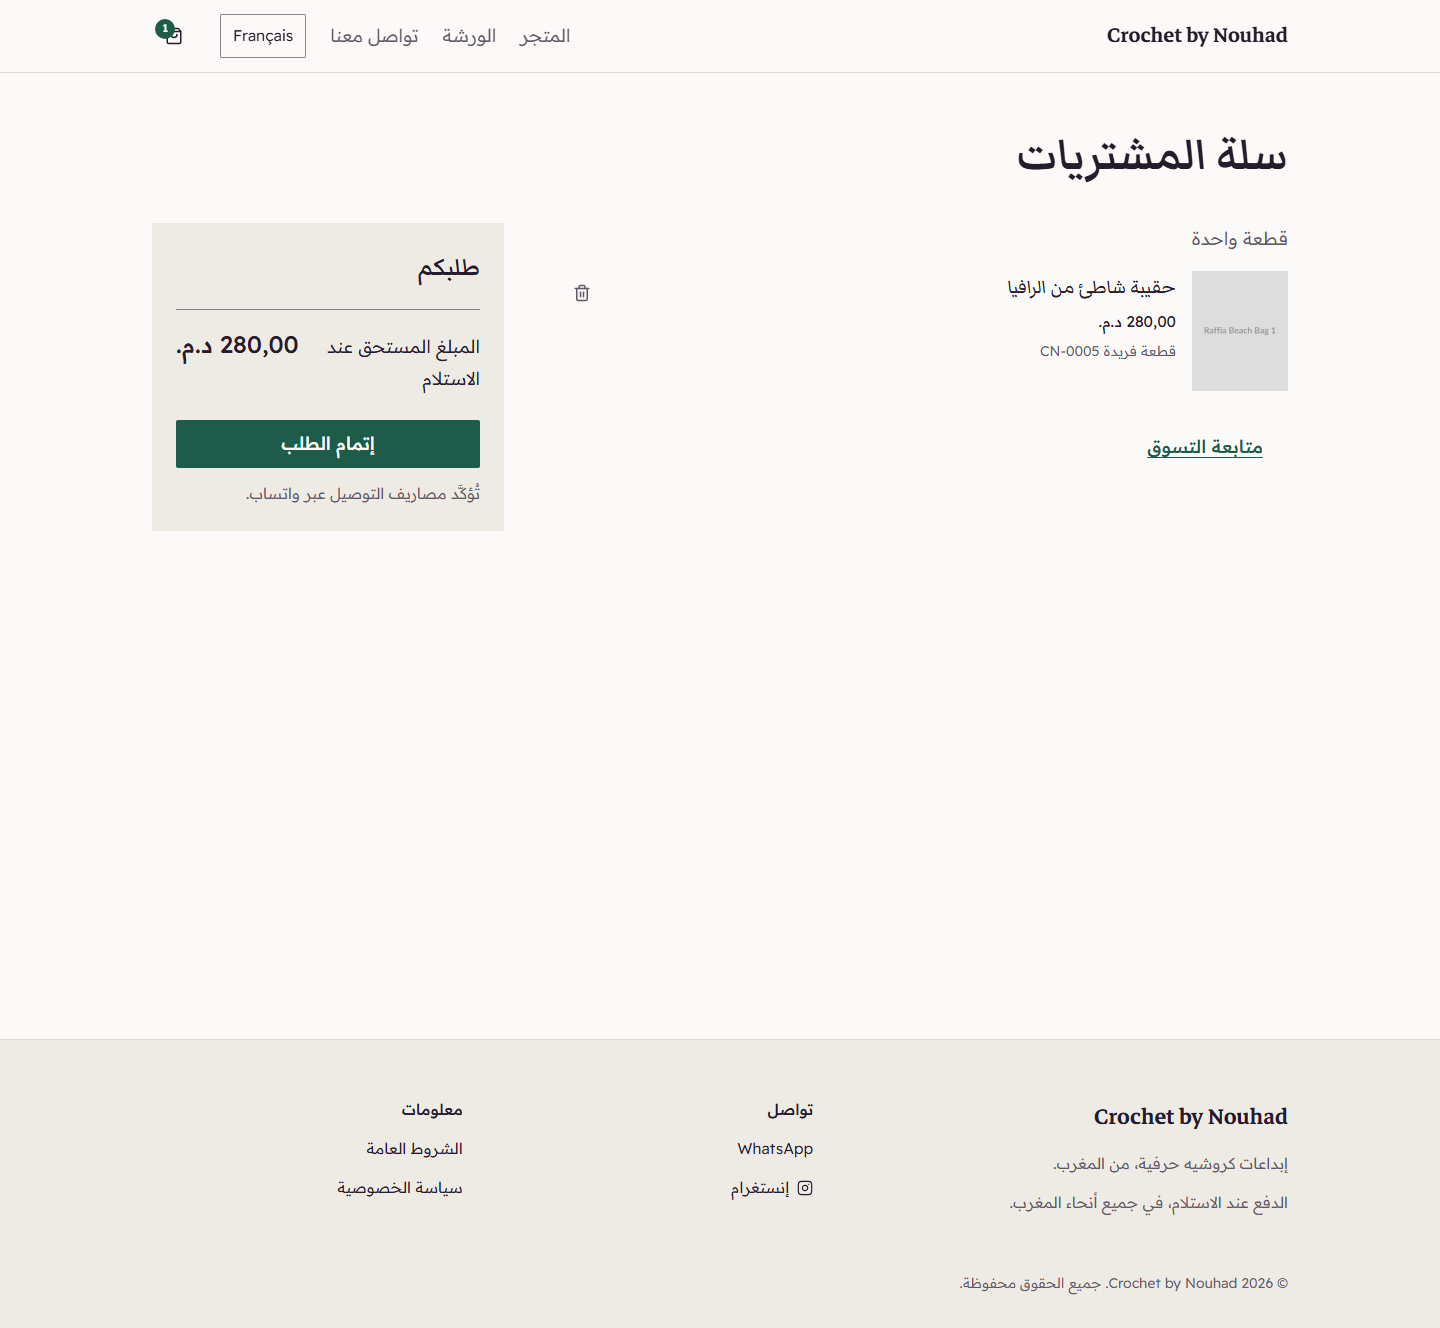 Crochet by Nouhad
المتجر
الورشة
تواصل معنا
Français
1
سلة المشتريات
قطعة واحدة
Raffia Beach Bag 1
حقيبة شاطئ من الرافيا
280,00 د.م.
قطعة فريدة CN-0005
متابعة التسوق
طلبكم
المبلغ المستحق عند الاستلام
280,00 د.م.
إتمام الطلب
تُؤكَّد مصاريف التوصيل عبر واتساب.
Crochet by Nouhad
إبداعات كروشيه حرفية، من المغرب.
الدفع عند الاستلام، في جميع أنحاء المغرب.
تواصل
WhatsApp
إنستغرام
معلومات
الشروط العامة
سياسة الخصوصية
© 2026 Crochet by Nouhad. جميع الحقوق محفوظة.